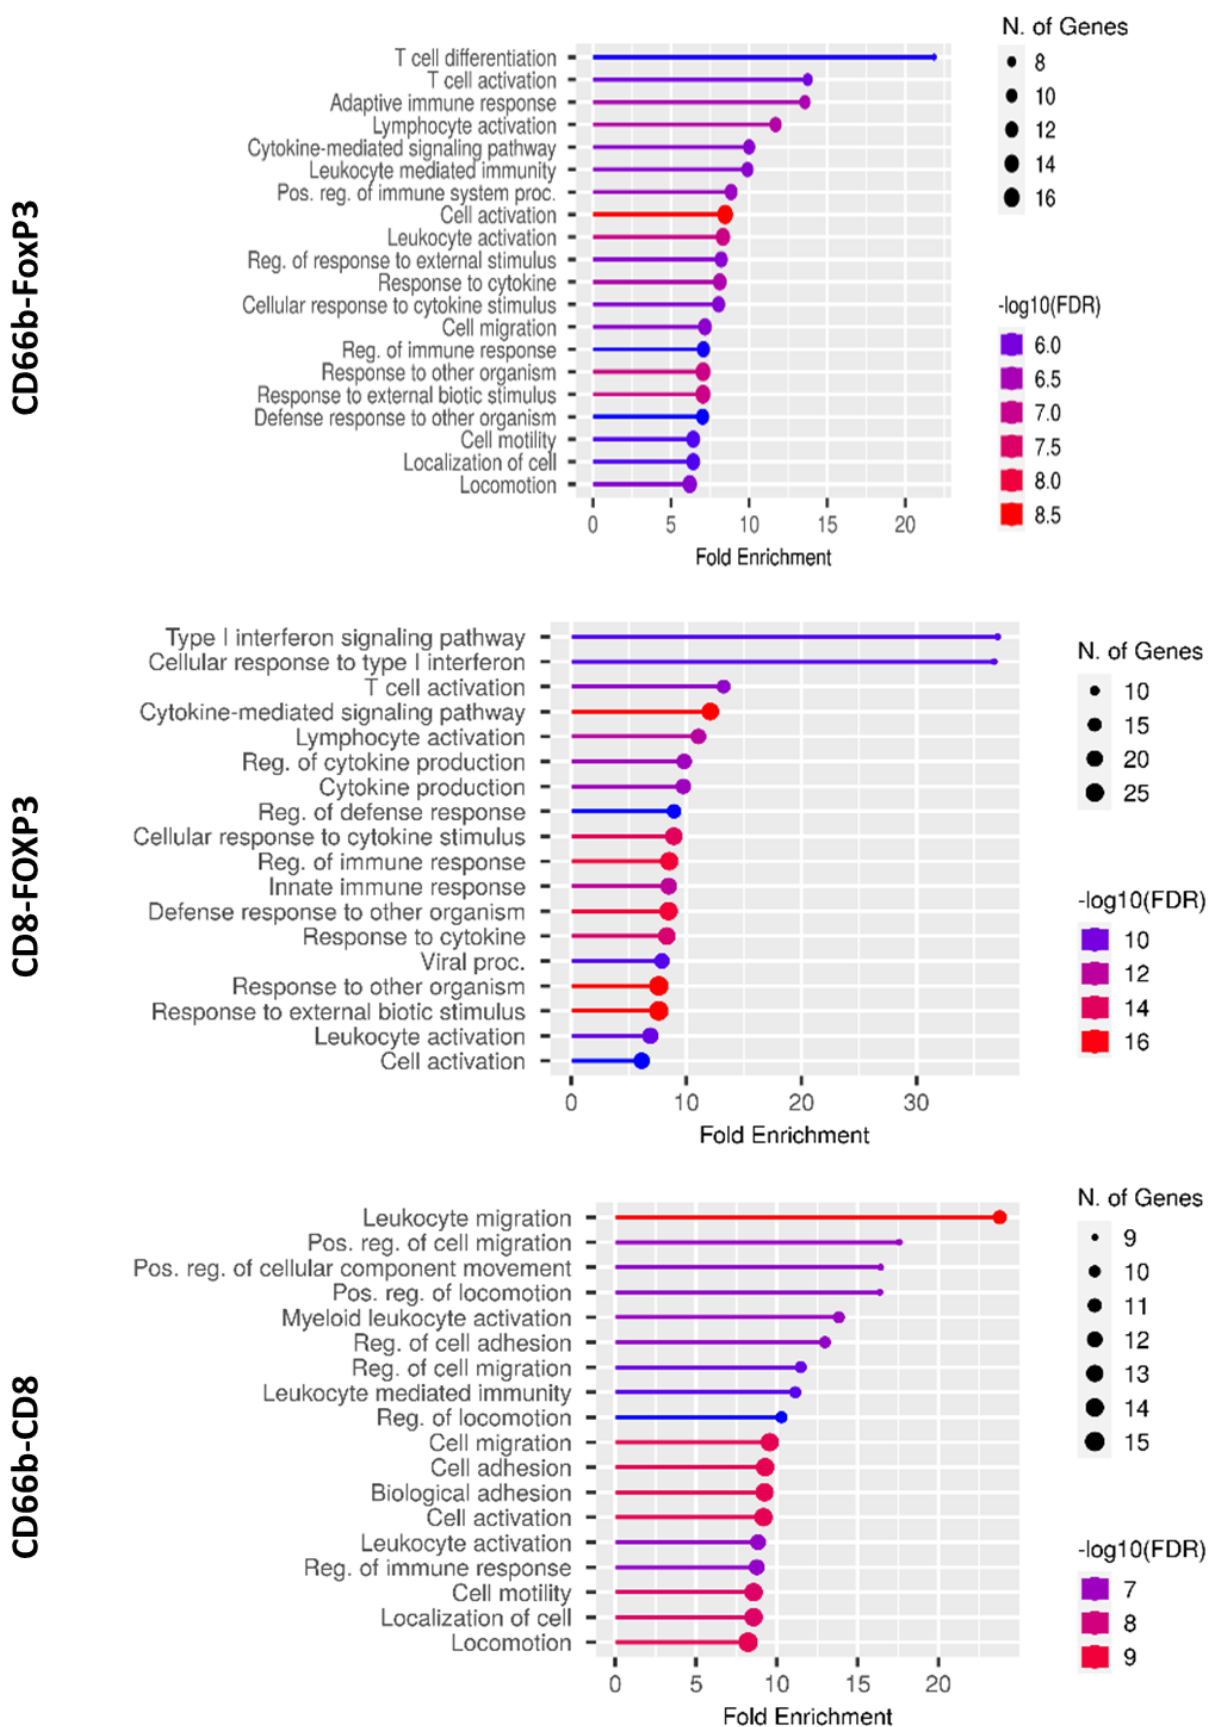 CD66b-FoxP3
T cell differentiation
T cell activation
Adaptive immune response
Lymphocyte activation
Cytokine-mediated signaling pathway
Leukocyte mediated immunity
Pos. reg. of immune system proc.
Cell activation
Leukocyte activation
Reg. of response to external stimulus
Response to cytokine
Cellular response to cytokine stimulus
Cell migration
Reg. of immune response
Response to other organism
Response to external biotic stimulus
Defense response to other organism
Cell motility
Localization of cell
Locomotion
0 5 10 15 20
Fold Enrichment
N. of Genes
8
10
12
14
16
-log10(FDR)
6.0
6.5
7.0
7.5
8.0
8.5
CD8-FOXP3
Type I interferon signaling pathway
Cellular response to type I interferon
T cell activation
Cytokine-mediated signaling pathway
Lymphocyte activation
Reg. of cytokine production
Cytokine production
Reg. of defense response
Cellular response to cytokine stimulus
Reg. of immune response
Innate immune response
Defense response to other organism
Response to cytokine
Viral proc.
Response to other organism
Response to external biotic stimulus
Leukocyte activation
Cell activation
0 10 20 30
Fold Enrichment
N. of Genes
10
15
20
25
-log10(FDR)
10
12
14
16
CD66b-CD8
Leukocyte migration
Pos. reg. of cell migration
Pos. reg. of cellular component movement
Pos. reg. of locomotion
Myeloid leukocyte activation
Reg. of cell adhesion
Reg. of cell migration
Leukocyte mediated immunity
Reg. of locomotion
Cell migration
Cell adhesion
Biological adhesion
Cell activation
Leukocyte activation
Reg. of immune response
Cell motility
Localization of cell
Locomotion
0 5 10 15 20
Fold Enrichment
N. of Genes
9
10
11
12
13
14
15
-log10(FDR)
7
8
9